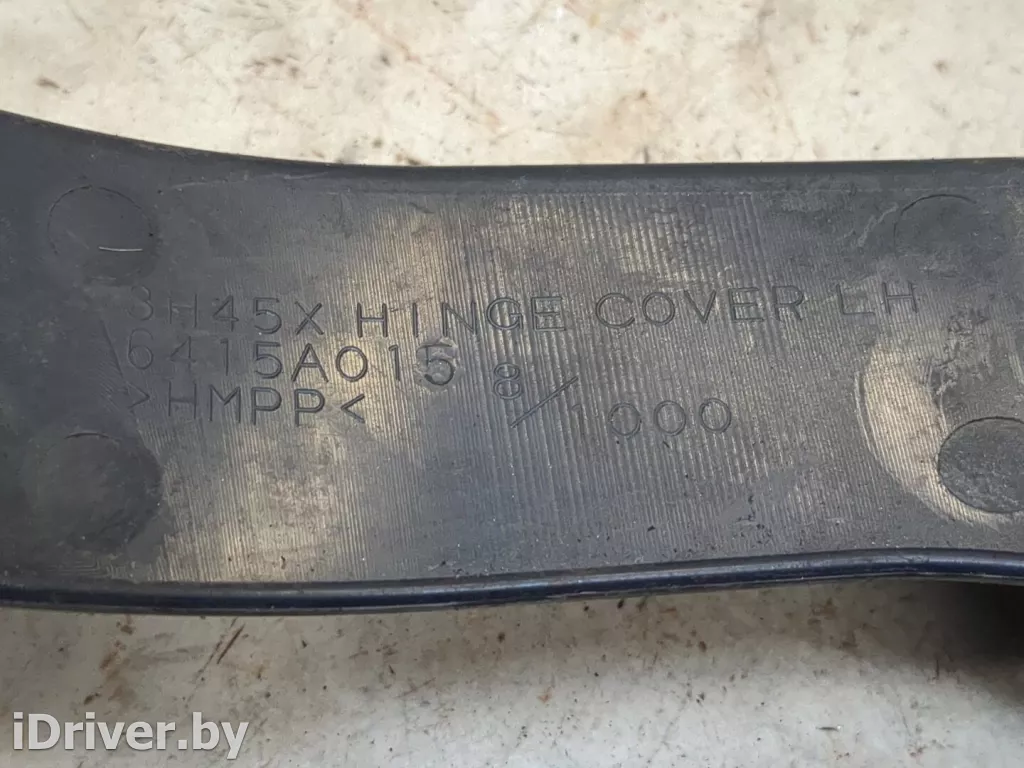 3H45X HINGE COVER LH
6415A015
>HMPP<
8/1000
iDriver.by